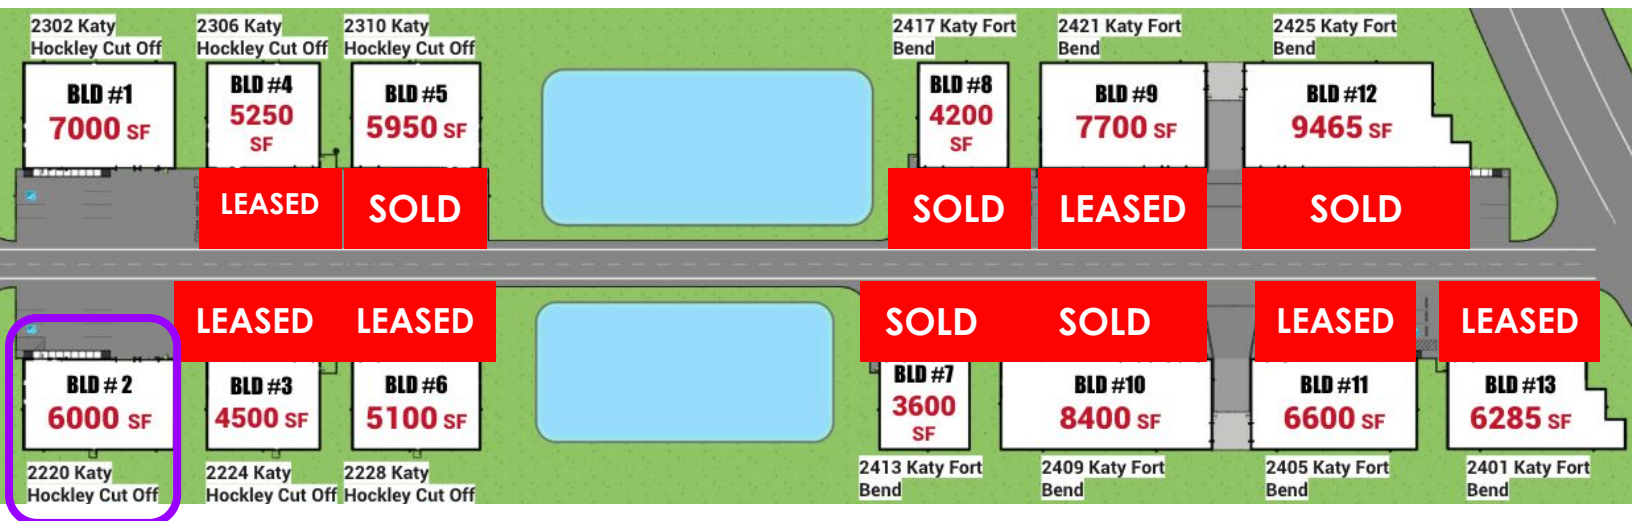 2302 Katy
Hockley Cut Off
2306 Katy
Hockley Cut Off
2310 Katy
Hockley Cut Off
2417 Katy Fort
Bend
2421 Katy Fort
Bend
2425 Katy Fort
Bend
BLD #1
7000 SF
BLD #4
5250
SF
BLD #5
5950 SF
BLD #8
4200
SF
BLD #9
7700 SF
BLD #12
9465 SF
LEASED
SOLD
SOLD
LEASED
SOLD
LEASED
LEASED
SOLD
SOLD
LEASED
LEASED
BLD # 2
6000 SF
BLD #3
4500 SF
BLD #6
5100 SF
BLD #7
3600
SF
BLD #10
8400 SF
BLD #11
6600 SF
BLD #13
6285 SF
2220 Katy
Hockley Cut Off
2224 Katy
Hockley Cut Off
2228 Katy
Hockley Cut Off
2413 Katy Fort
Bend
2409 Katy Fort
Bend
2405 Katy Fort
Bend
2401 Katy Fort
Bend